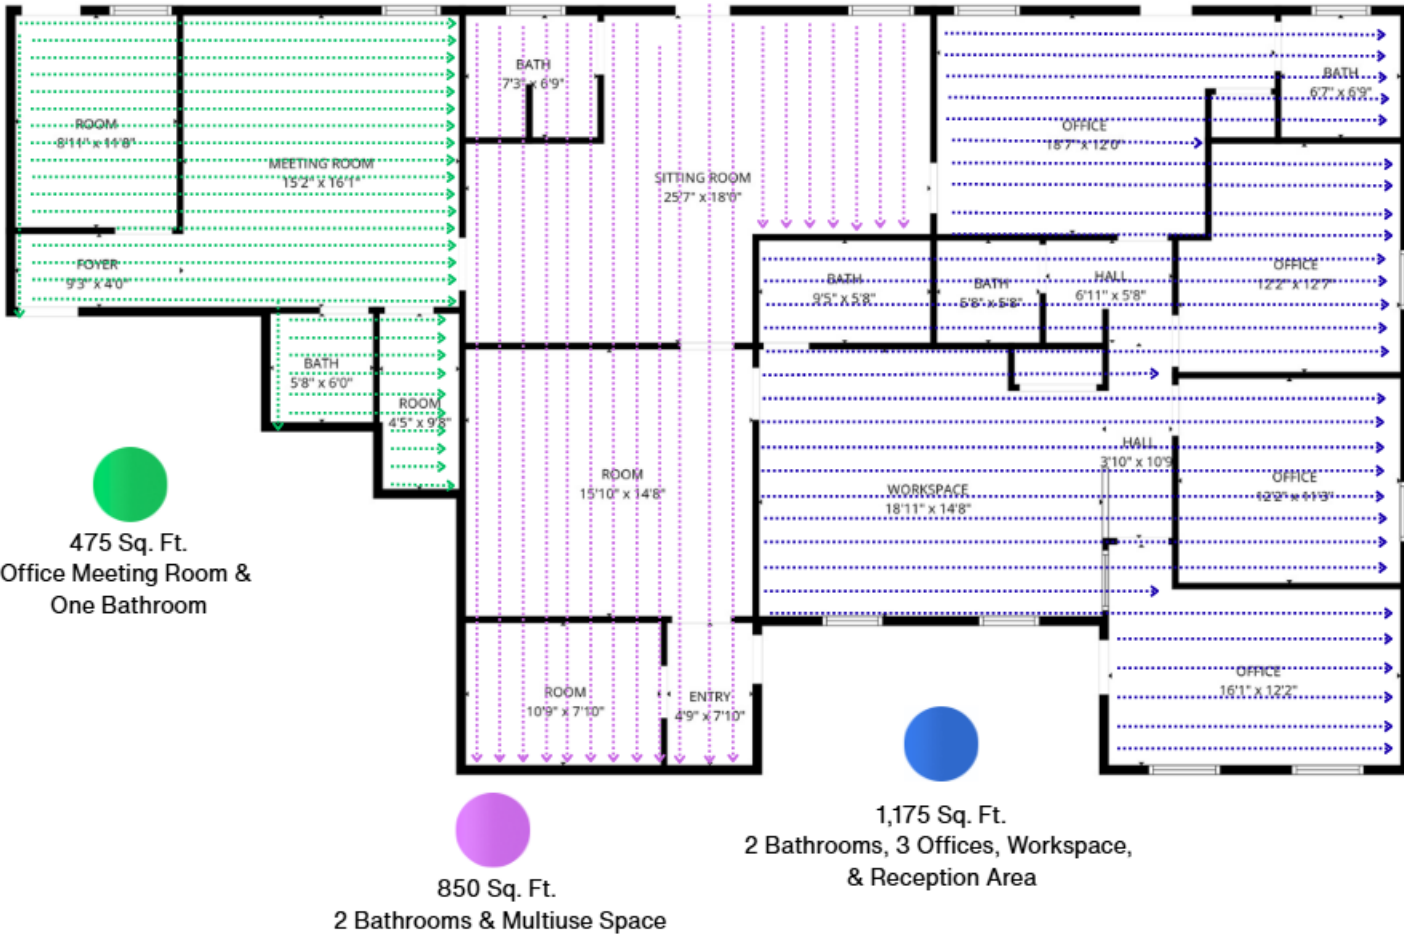 BATH
7'3" x 6'9"
BATH
6'7" x 6'9"
ROOM
8'11" x 11'8"
OFFICE
18'7" x 12'0"
MEETING ROOM
15'2" x 16'1"
SITTING ROOM
25'7" x 18'0"
FOYER
9'3" x 4'0"
BATH
9'5" x 5'8"
BATH
5'8" x 5'8"
HALL
6'11" x 5'8"
OFFICE
12'2" x 12'7"
BATH
5'8" x 6'0"
ROOM
4'5" x 9'8"
HALL
3'10" x 10'9
ROOM
15'10" x 14'8"
WORKSPACE
18'11" x 14'8"
OFFICE
12'2" x 11'3"
475 Sq. Ft.
Office Meeting Room &
One Bathroom
ROOM
10'9" x 7'10"
ENTRY
4'9" x 7'10"
OFFICE
16'1" x 12'2"
850 Sq. Ft.
2 Bathrooms & Multiuse Space
1,175 Sq. Ft.
2 Bathrooms, 3 Offices, Workspace,
& Reception Area